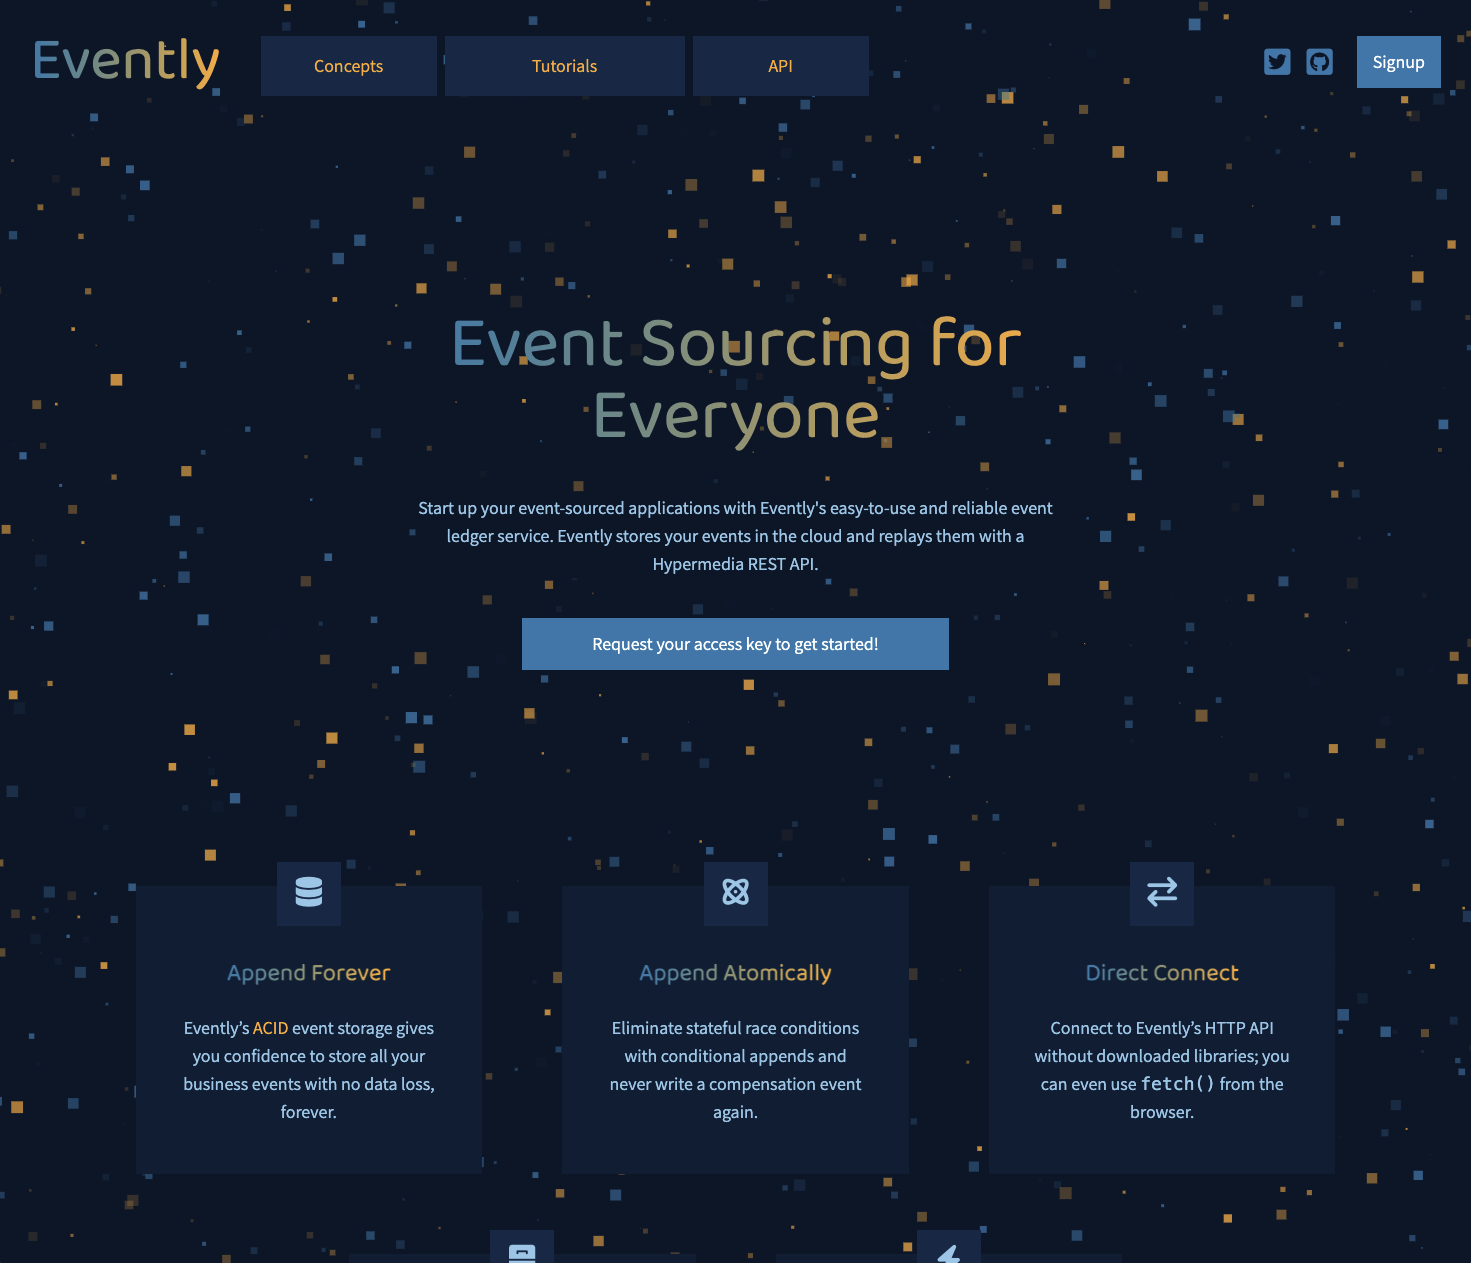 Evently
Concepts
Tutorials
API
Signup
Event Sourcing for
Everyone
Start up your event-sourced applications with Evently's easy-to-use and reliable event
ledger service. Evently stores your events in the cloud and replays them with a
Hypermedia REST API.
Request your access key to get started!
Append Forever
Evently’s ACID event storage gives
you confidence to store all your
business events with no data loss,
forever.
Append Atomically
Eliminate stateful race conditions
with conditional appends and
never write a compensation event
again.
Direct Connect
Connect to Evently’s HTTP API
without downloaded libraries; you
can even use fetch() from the
browser.